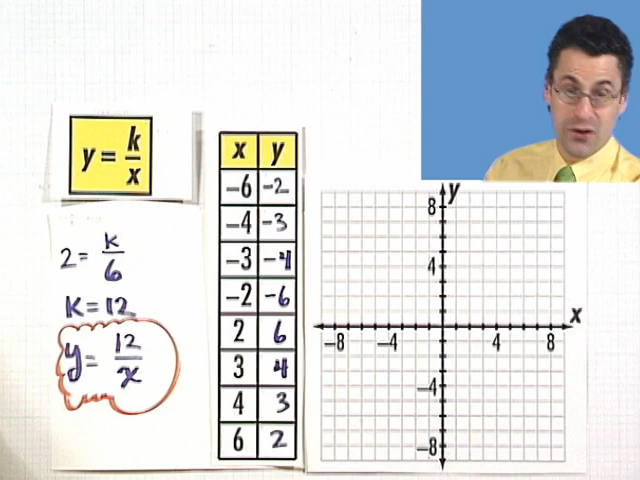 y = k/x
2 = k/6
k = 12
y = 12/x
x y
-6 -2
-4 -3
-3 -4
-2 -6
2 6
3 4
4 3
6 2
y
8
4
x
-8 -4 4 8
-4
-8